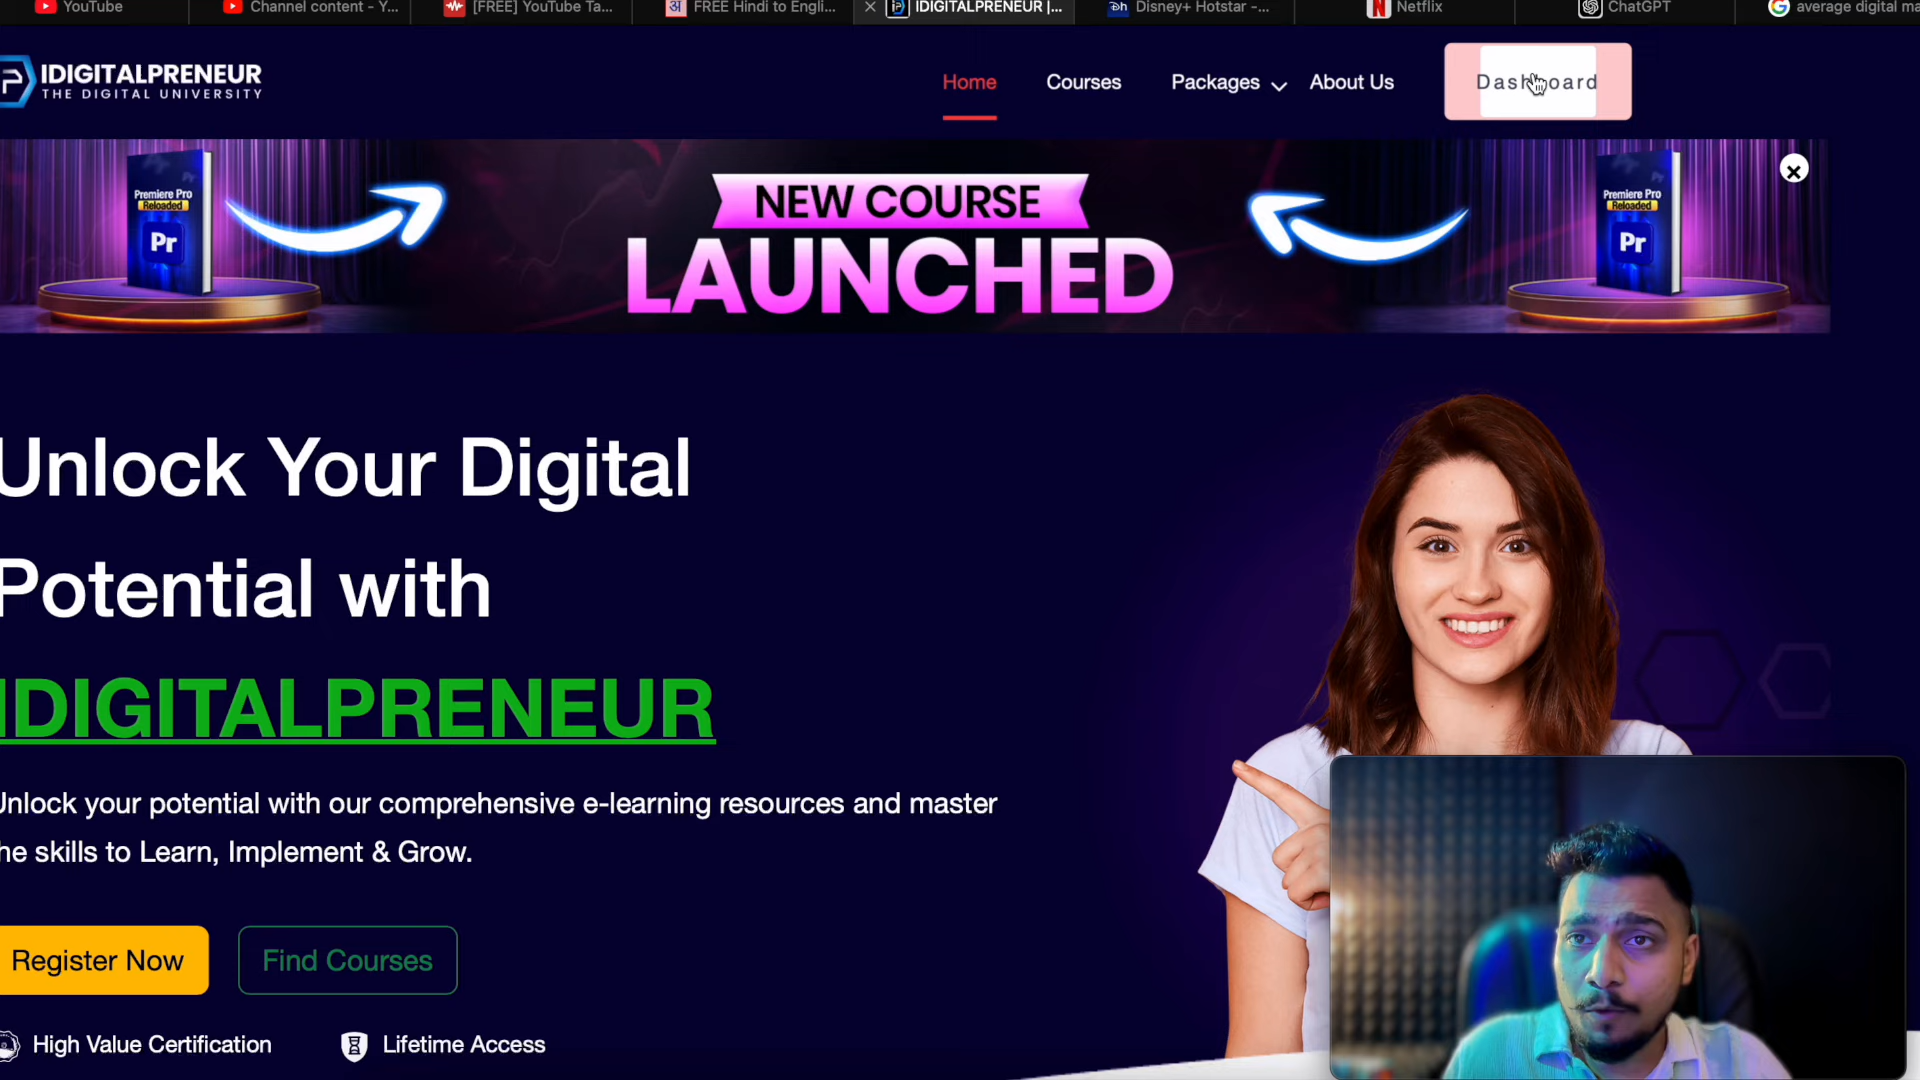 YouTube
Channel content - Y...
[FREE] YouTube Ta...
अ FREE Hindi to Engli...
IDIGITALPRENEUR |...
Disney+ Hotstar -...
Netflix
ChatGPT
average digital ma
IDIGITALPRENEUR
THE DIGITAL UNIVERSITY
Home
Courses
Packages
About Us
Dashboard
Premiere Pro
Reloaded
Pr
NEW COURSE
LAUNCHED
Premiere Pro
Reloaded
Pr
Unlock Your Digital
Potential with
IDIGITALPRENEUR
Unlock your potential with our comprehensive e-learning resources and master
he skills to Learn, Implement & Grow.
Register Now
Find Courses
High Value Certification
Lifetime Access